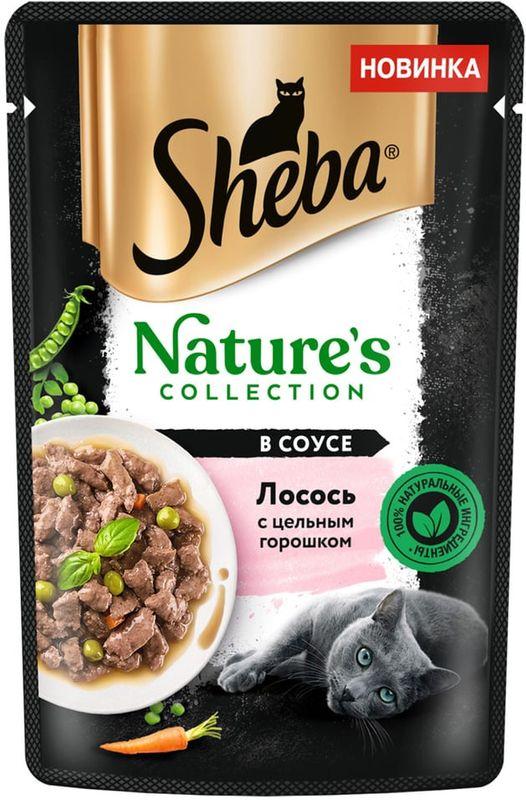 НОВИНКА
Sheba®
Nature's
COLLECTION
В СОУСЕ
Лосось
с цельным
горошком
100% НАТУРАЛЬНЫЕ ИНГРЕДИЕНТЫ*